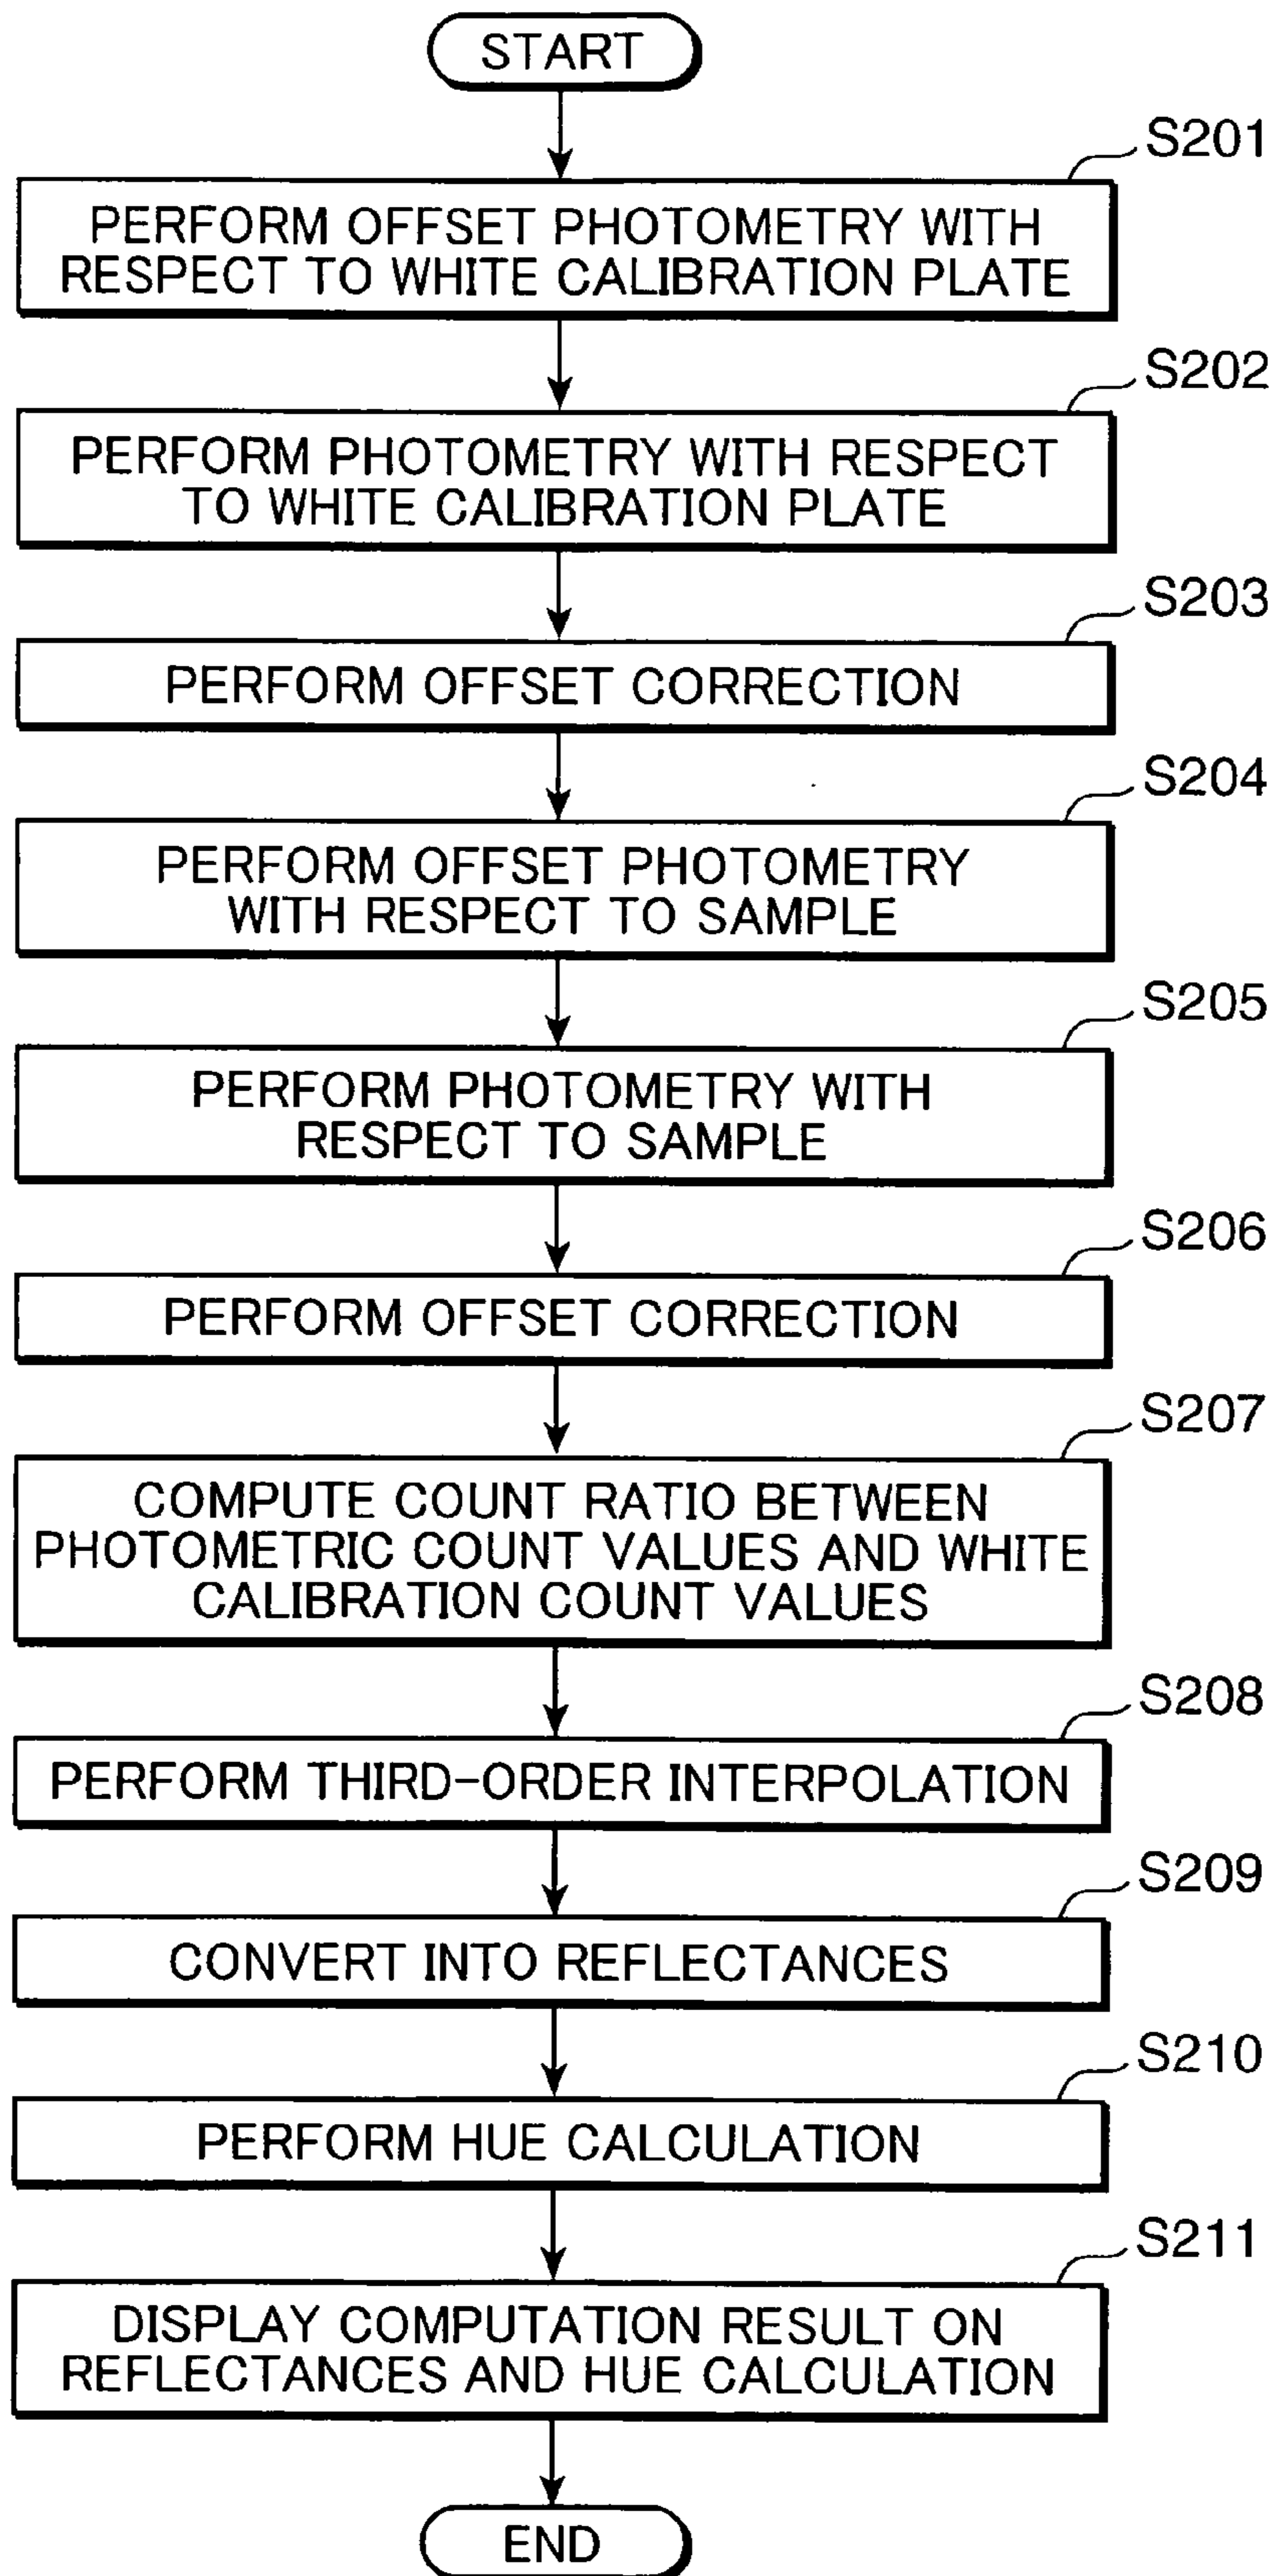 START
S201
PERFORM OFFSET PHOTOMETRY WITH
RESPECT TO WHITE CALIBRATION PLATE
S202
PERFORM PHOTOMETRY WITH RESPECT
TO WHITE CALIBRATION PLATE
S203
PERFORM OFFSET CORRECTION
S204
PERFORM OFFSET PHOTOMETRY
WITH RESPECT TO SAMPLE
S205
PERFORM PHOTOMETRY WITH
RESPECT TO SAMPLE
S206
PERFORM OFFSET CORRECTION
S207
COMPUTE COUNT RATIO BETWEEN
PHOTOMETRIC COUNT VALUES AND WHITE
CALIBRATION COUNT VALUES
S208
PERFORM THIRD-ORDER INTERPOLATION
S209
CONVERT INTO REFLECTANCES
S210
PERFORM HUE CALCULATION
S211
DISPLAY COMPUTATION RESULT ON
REFLECTANCES AND HUE CALCULATION
END